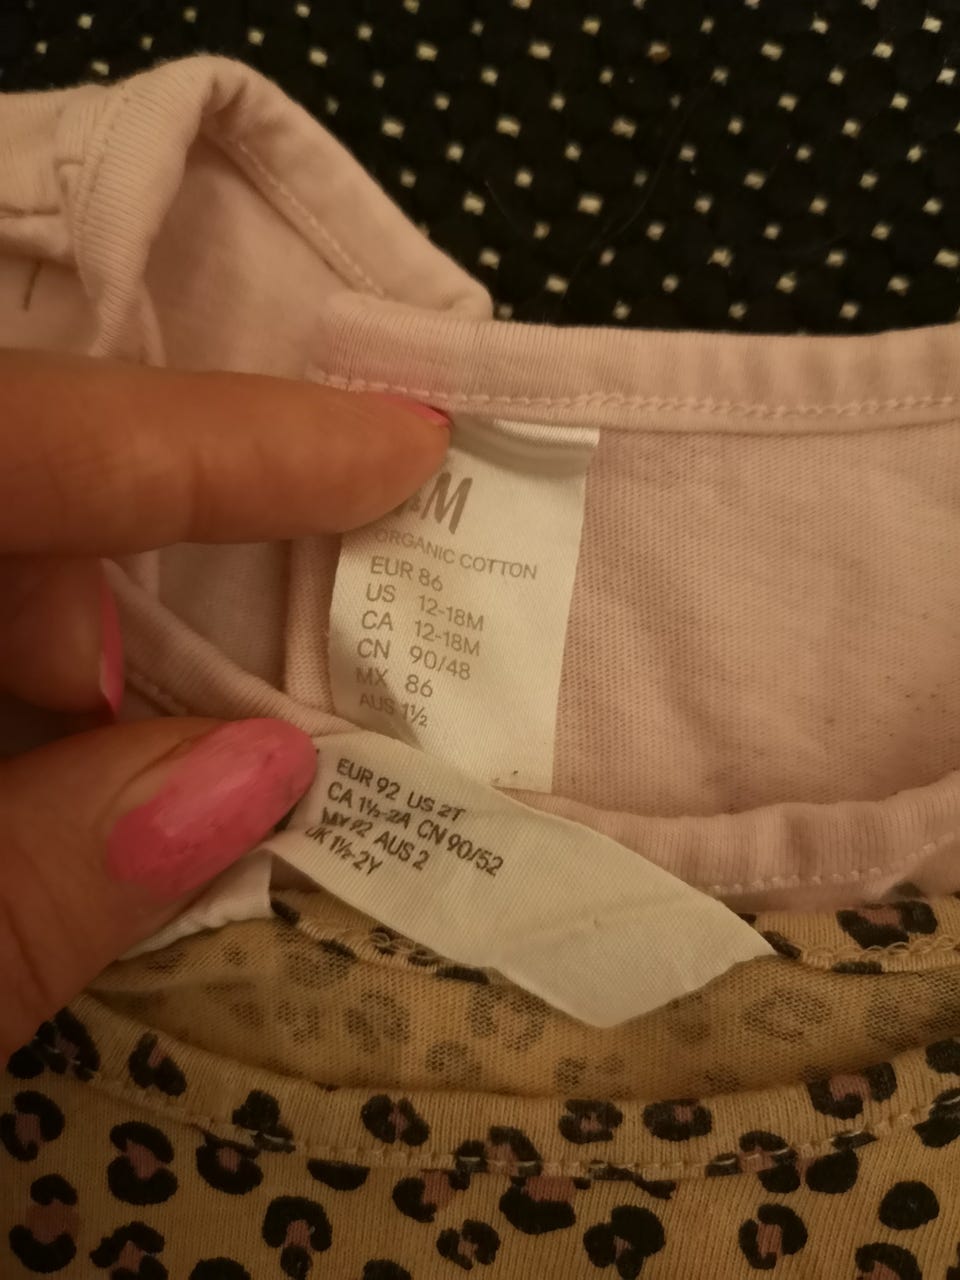 &M
ORGANIC COTTON
EUR 86
US 12-18M
CA 12-18M
CN 90/48
MX 86
AUS 1½
EUR 92 US 2T
CA 1½-2A CN 90/52
MX 92 AUS 2
UK 1½-2Y